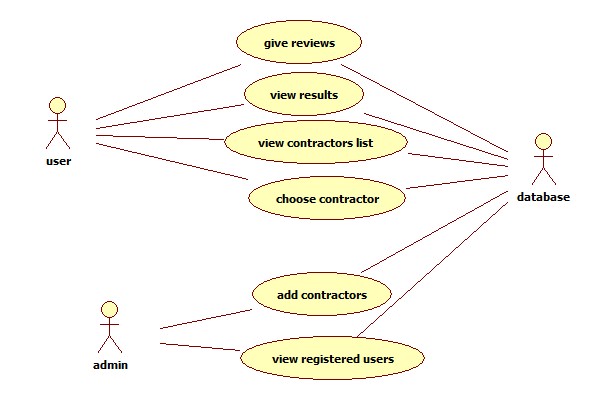 give reviews
view results
user
view contractors list
choose contractor
database
add contractors
admin
view registered users